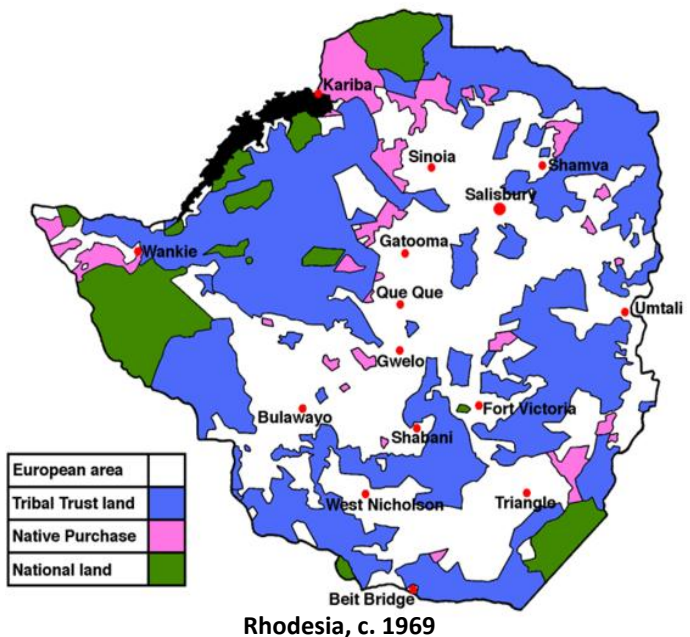 Kariba
Sinoia
Shamva
Salisbury
Wankie
Gatooma
Que Que
Umtali
Gwelo
Bulawayo
Fort Victoria
Shabani
European area
Tribal Trust land
Native Purchase
National land
West Nicholson
Triangle
Beit Bridge
Rhodesia, c. 1969